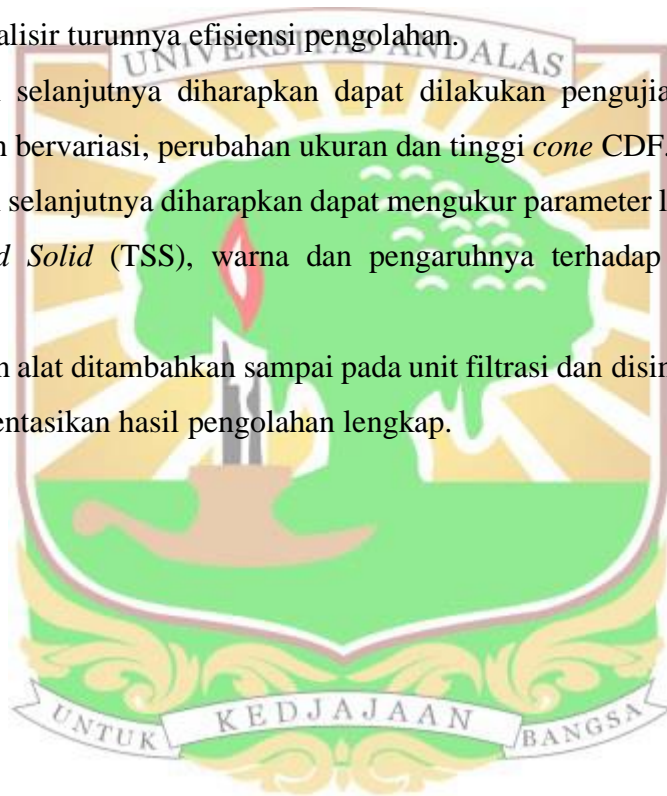 alisir turunnya efisiensi pengolahan.
UNIVERSITAS ANDALAS
selanjutnya diharapkan dapat dilakukan pengujia
bervariasi, perubahan ukuran dan tinggi cone CDF.
selanjutnya diharapkan dapat mengukur parameter l
Solid (TSS), warna dan pengaruhnya terhadap
alat ditambahkan sampai pada unit filtrasi dan disin
entasikan hasil pengolahan lengkap.
UNTUK KEDJAJAAN BANGSA